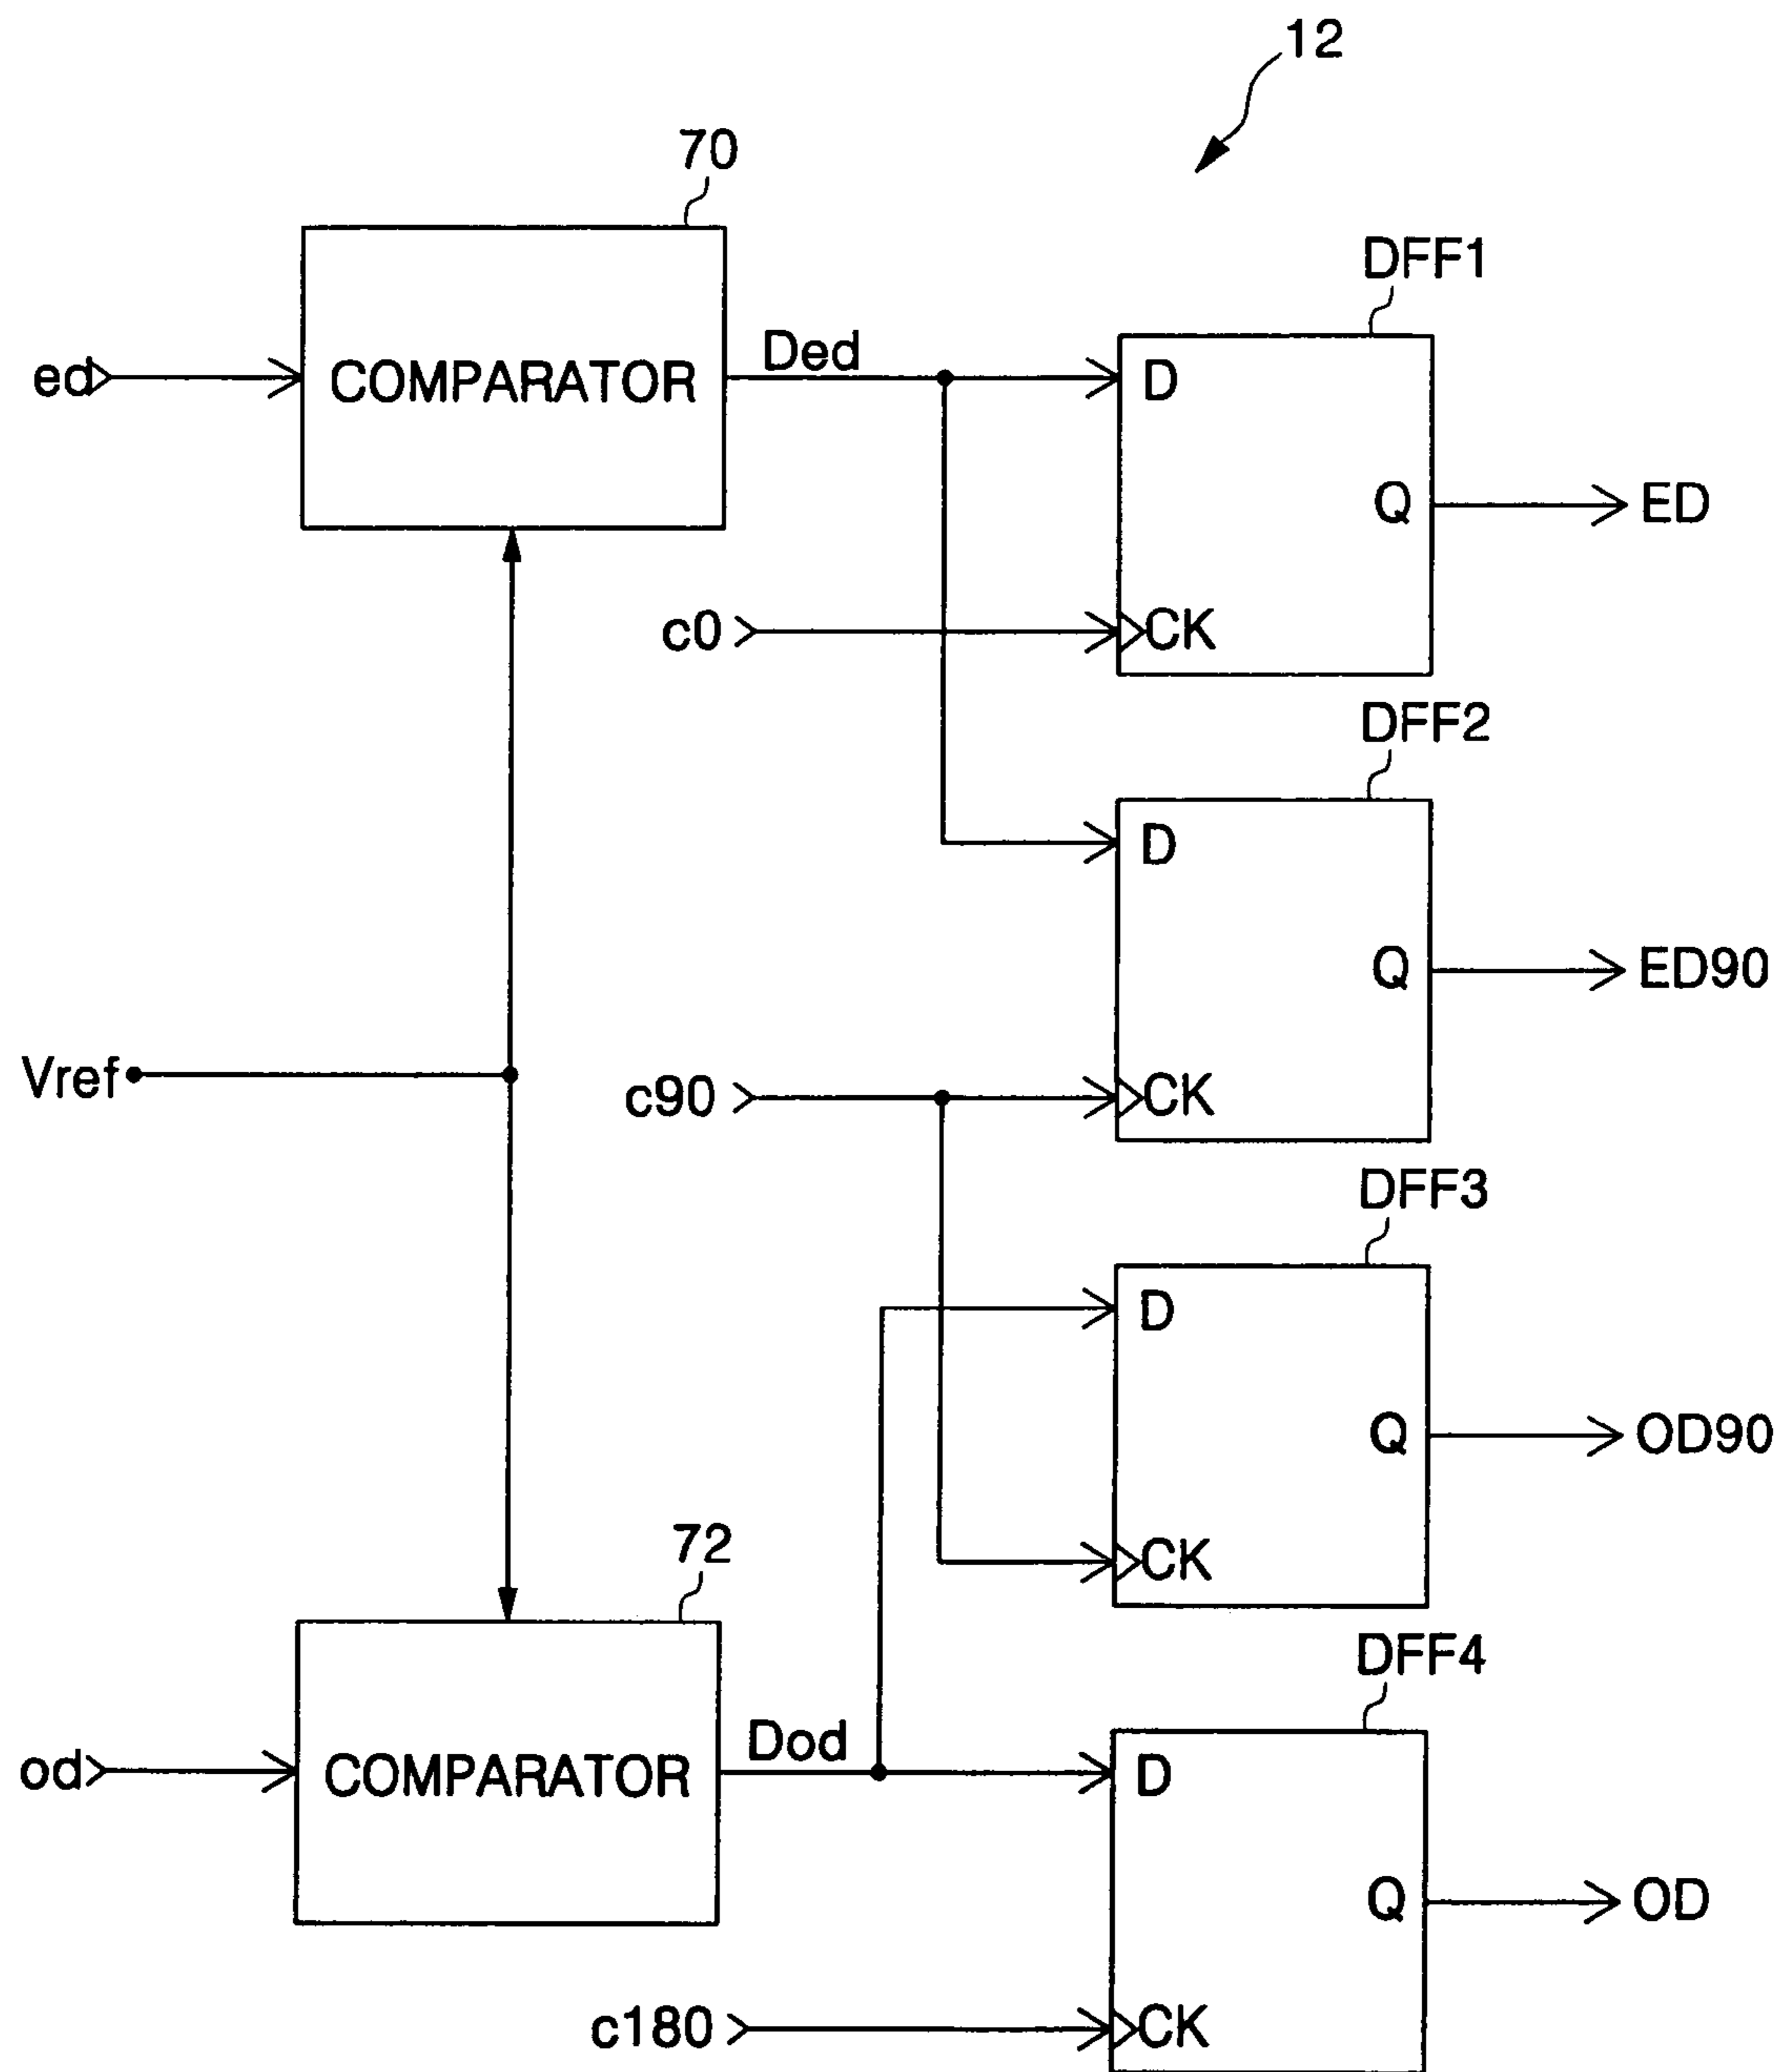 12
70
DFF1
ed
COMPARATOR
Ded
D
Q
ED
c0
CK
DFF2
D
Q
ED90
Vref
c90
CK
DFF3
D
Q
OD90
72
CK
DFF4
od
COMPARATOR
Dod
D
Q
OD
c180
CK